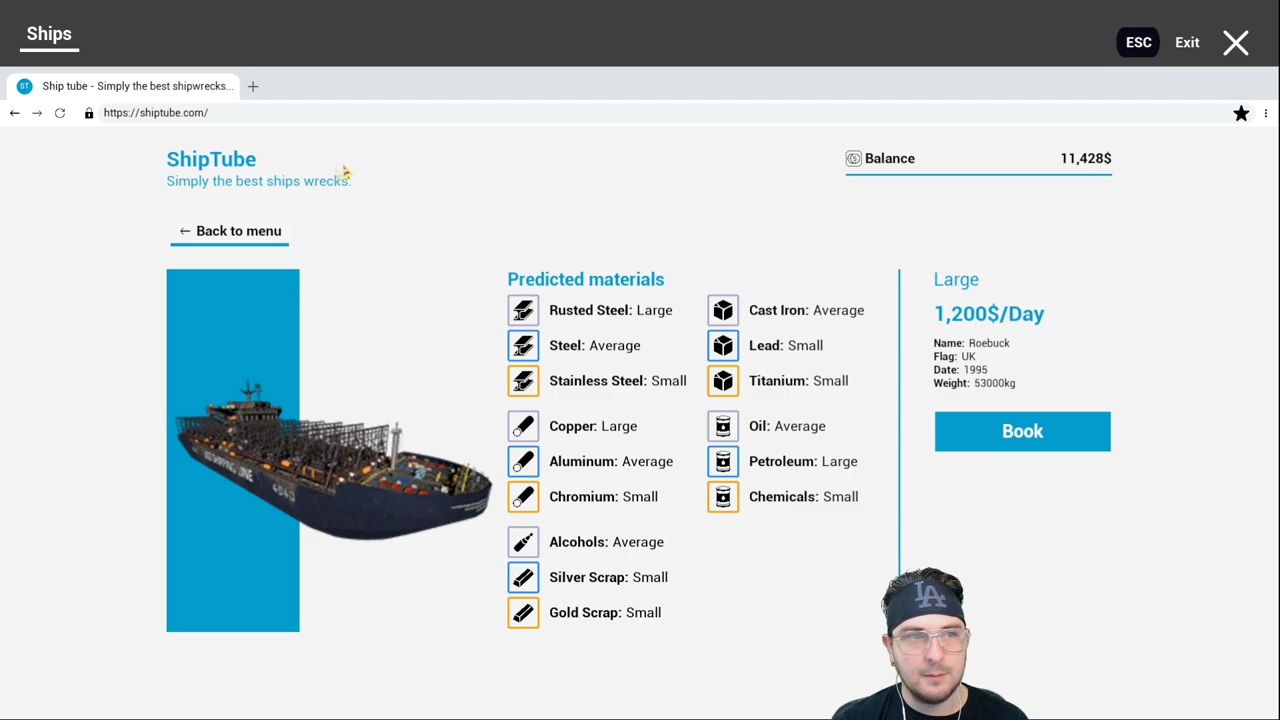 Ships
ESC Exit
ST Ship tube - Simply the best shipwrecks...
https://shiptube.com/
ShipTube
Simply the best ships wrecks.
Balance 11,428$
← Back to menu
Predicted materials
Rusted Steel: Large
Steel: Average
Stainless Steel: Small
Copper: Large
Aluminum: Average
Chromium: Small
Alcohols: Average
Silver Scrap: Small
Gold Scrap: Small
Cast Iron: Average
Lead: Small
Titanium: Small
Oil: Average
Petroleum: Large
Chemicals: Small
Large
1,200$/Day
Name: Roebuck
Flag: UK
Date: 1995
Weight: 53000kg
Book
LA